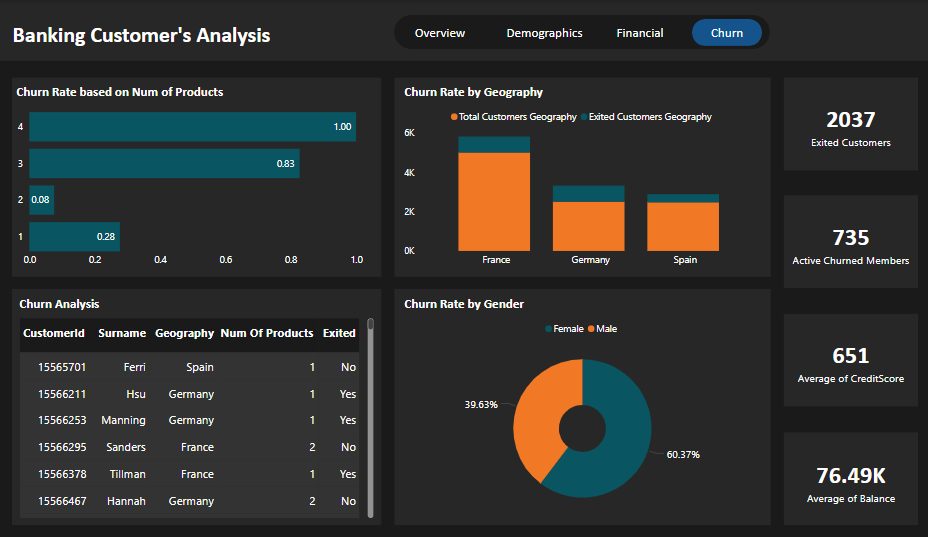 Banking Customer's Analysis
Overview Demographics Financial Churn
Churn Rate based on Num of Products
4 1.00
3 0.83
2 0.08
1 0.28
0.0 0.2 0.4 0.6 0.8 1.0
Churn Rate by Geography
Total Customers Geography Exited Customers Geography
6K
4K
2K
0K
France Germany Spain
2037
Exited Customers
735
Active Churned Members
Churn Analysis
CustomerId Surname Geography Num Of Products Exited
15565701 Ferri Spain 1 No
15566211 Hsu Germany 1 Yes
15566253 Manning Germany 1 Yes
15566295 Sanders France 2 No
15566378 Tillman France 1 Yes
15566467 Hannah Germany 2 No
Churn Rate by Gender
Female Male
39.63%
60.37%
651
Average of CreditScore
76.49K
Average of Balance